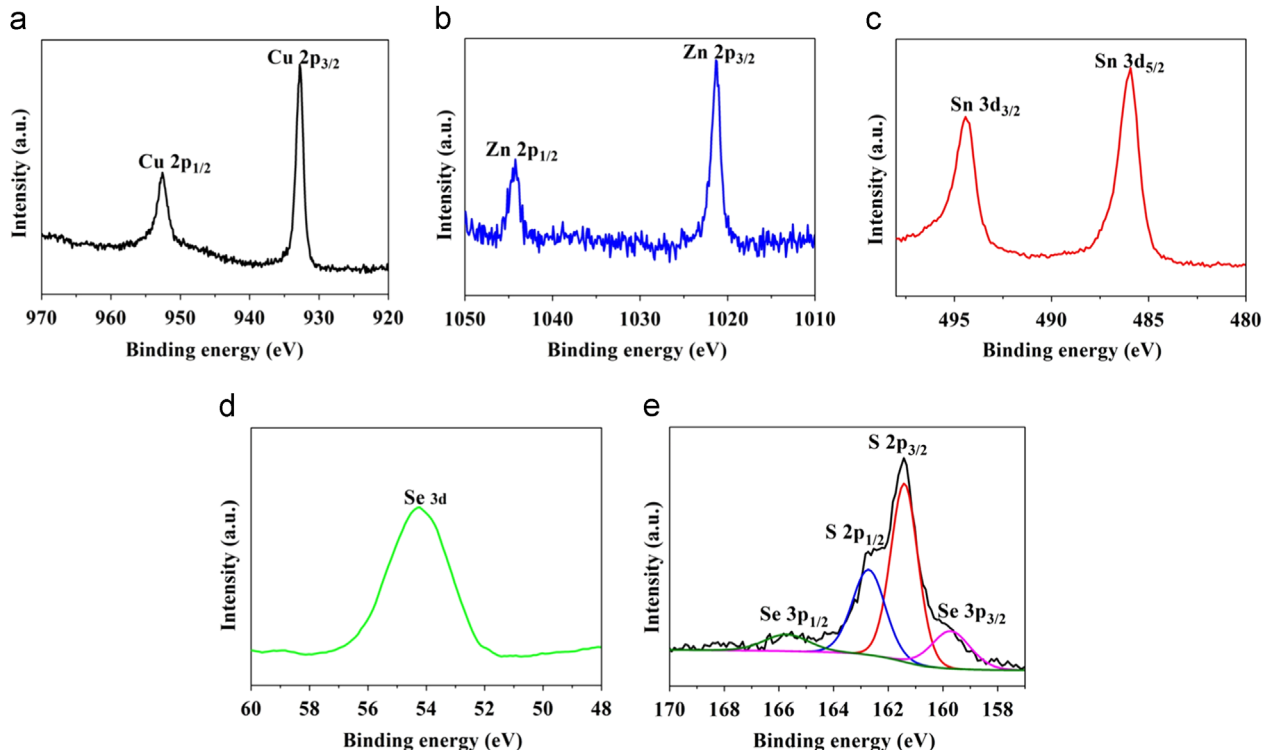 a
Cu 2p3/2
Cu 2p1/2
Intensity (a.u.)
970 960 950 940 930 920
Binding energy (eV)
b
Zn 2p3/2
Zn 2p1/2
Intensity (a.u.)
1050 1040 1030 1020 1010
Binding energy (eV)
c
Sn 3d5/2
Sn 3d3/2
Intensity (a.u.)
495 490 485 480
Binding energy (eV)
d
Se 3d
Intensity (a.u.)
60 58 56 54 52 50 48
Binding energy (eV)
e
S 2p3/2
S 2p1/2
Se 3p1/2
Se 3p3/2
Intensity (a.u.)
170 168 166 164 162 160 158
Binding energy (eV)